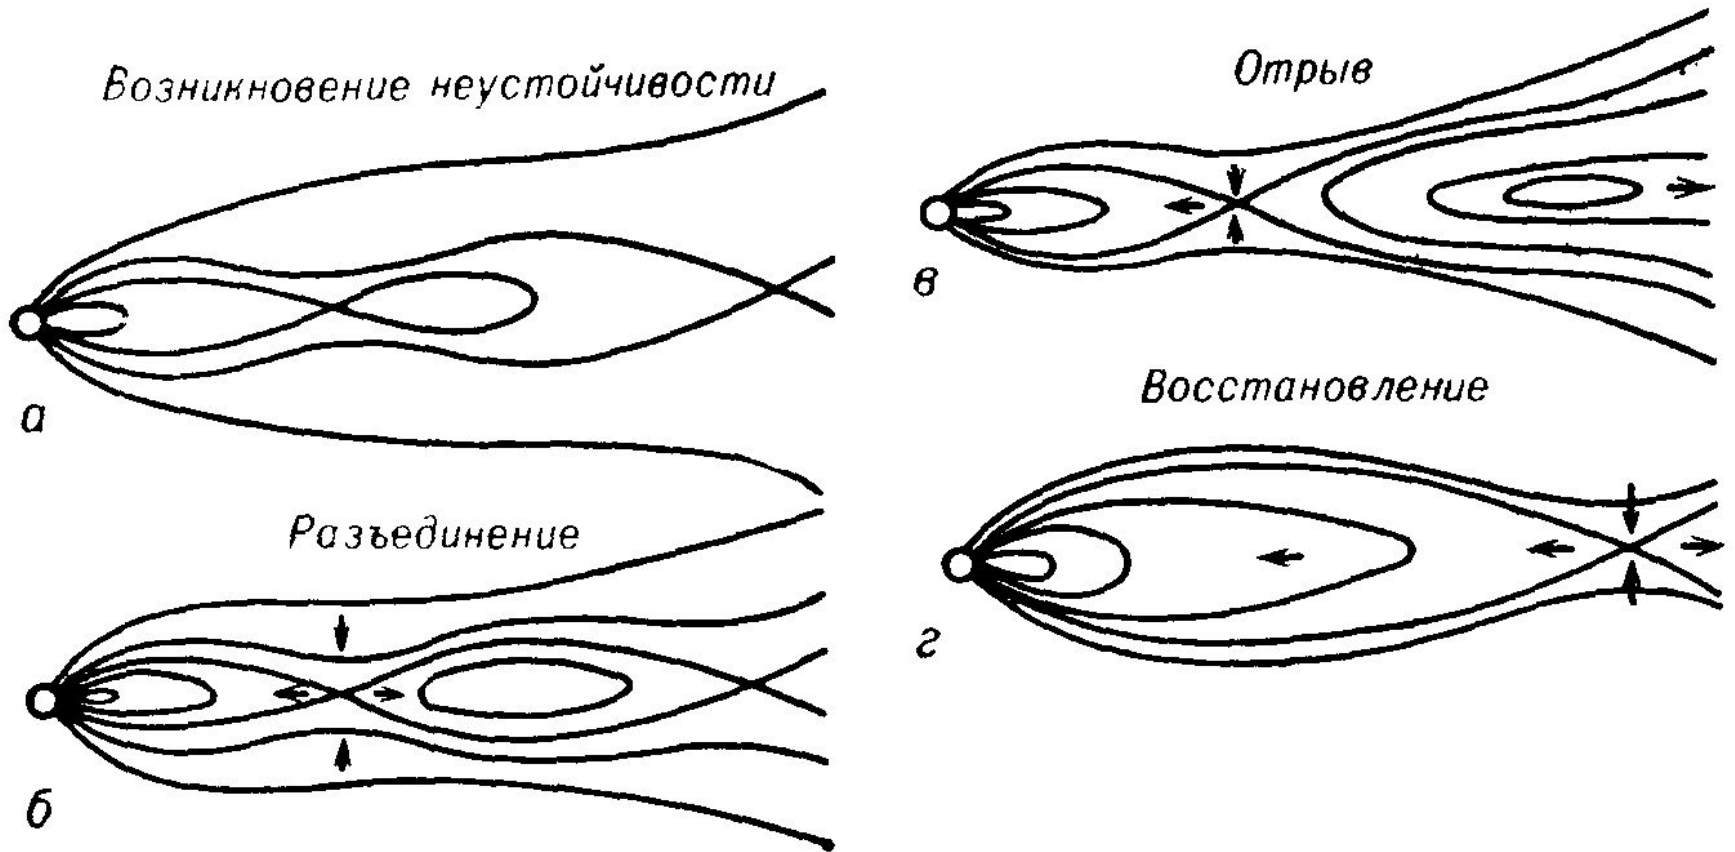 Возникновение неустойчивости
а
Разъединение
б
Отрыв
в
Восстановление
г